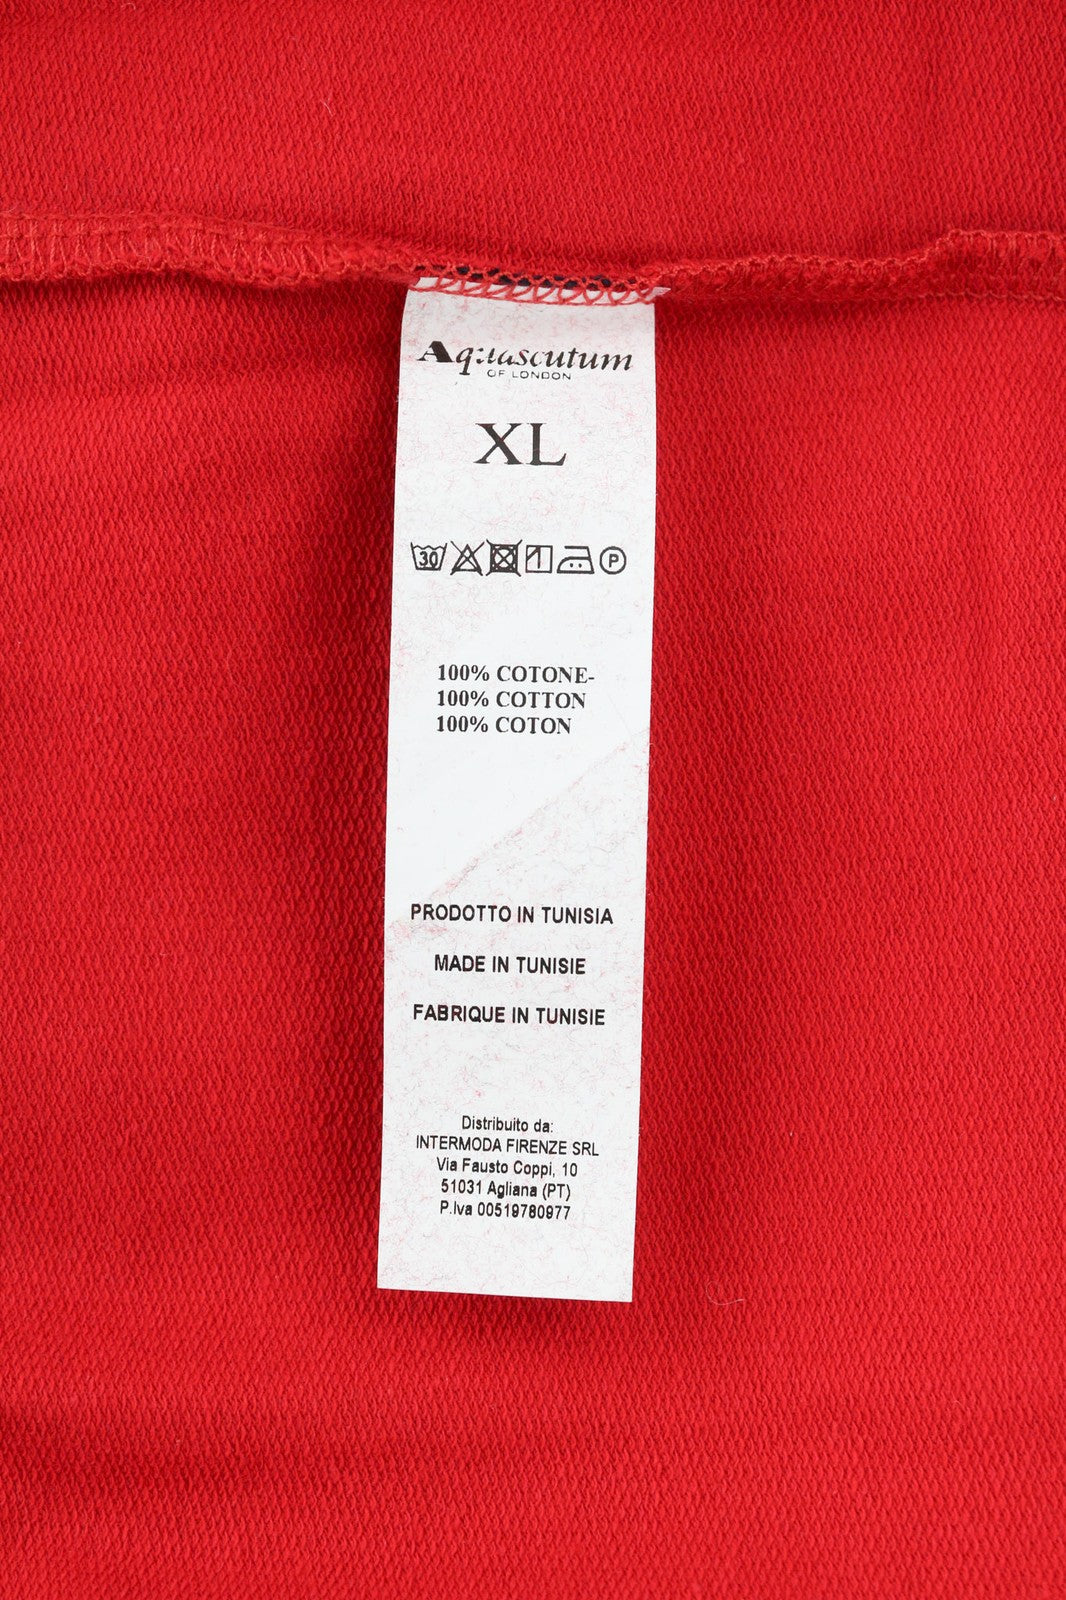 Aquascutum
OF LONDON
XL
30 P
100% COTONE-
100% COTTON
100% COTON
PRODOTTO IN TUNISIA
MADE IN TUNISIE
FABRIQUE IN TUNISIE
Distribuito da:
INTERMODA FIRENZE SRL
Via Fausto Coppi, 10
51031 Agliana (PT)
P.Iva 00519780977